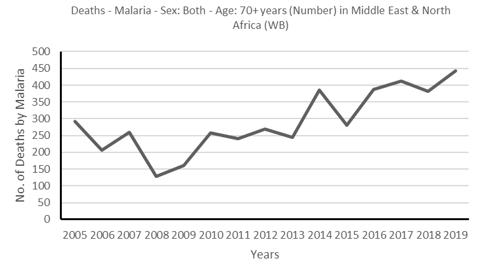 Deaths - Malaria - Sex: Both - Age: 70+ years (Number) in Middle East & North
Africa (WB)
500
450
400
350
300
250
200
150
100
50
0
No. of Deaths by Malaria
2005 2006 2007 2008 2009 2010 2011 2012 2013 2014 2015 2016 2017 2018 2019
Years